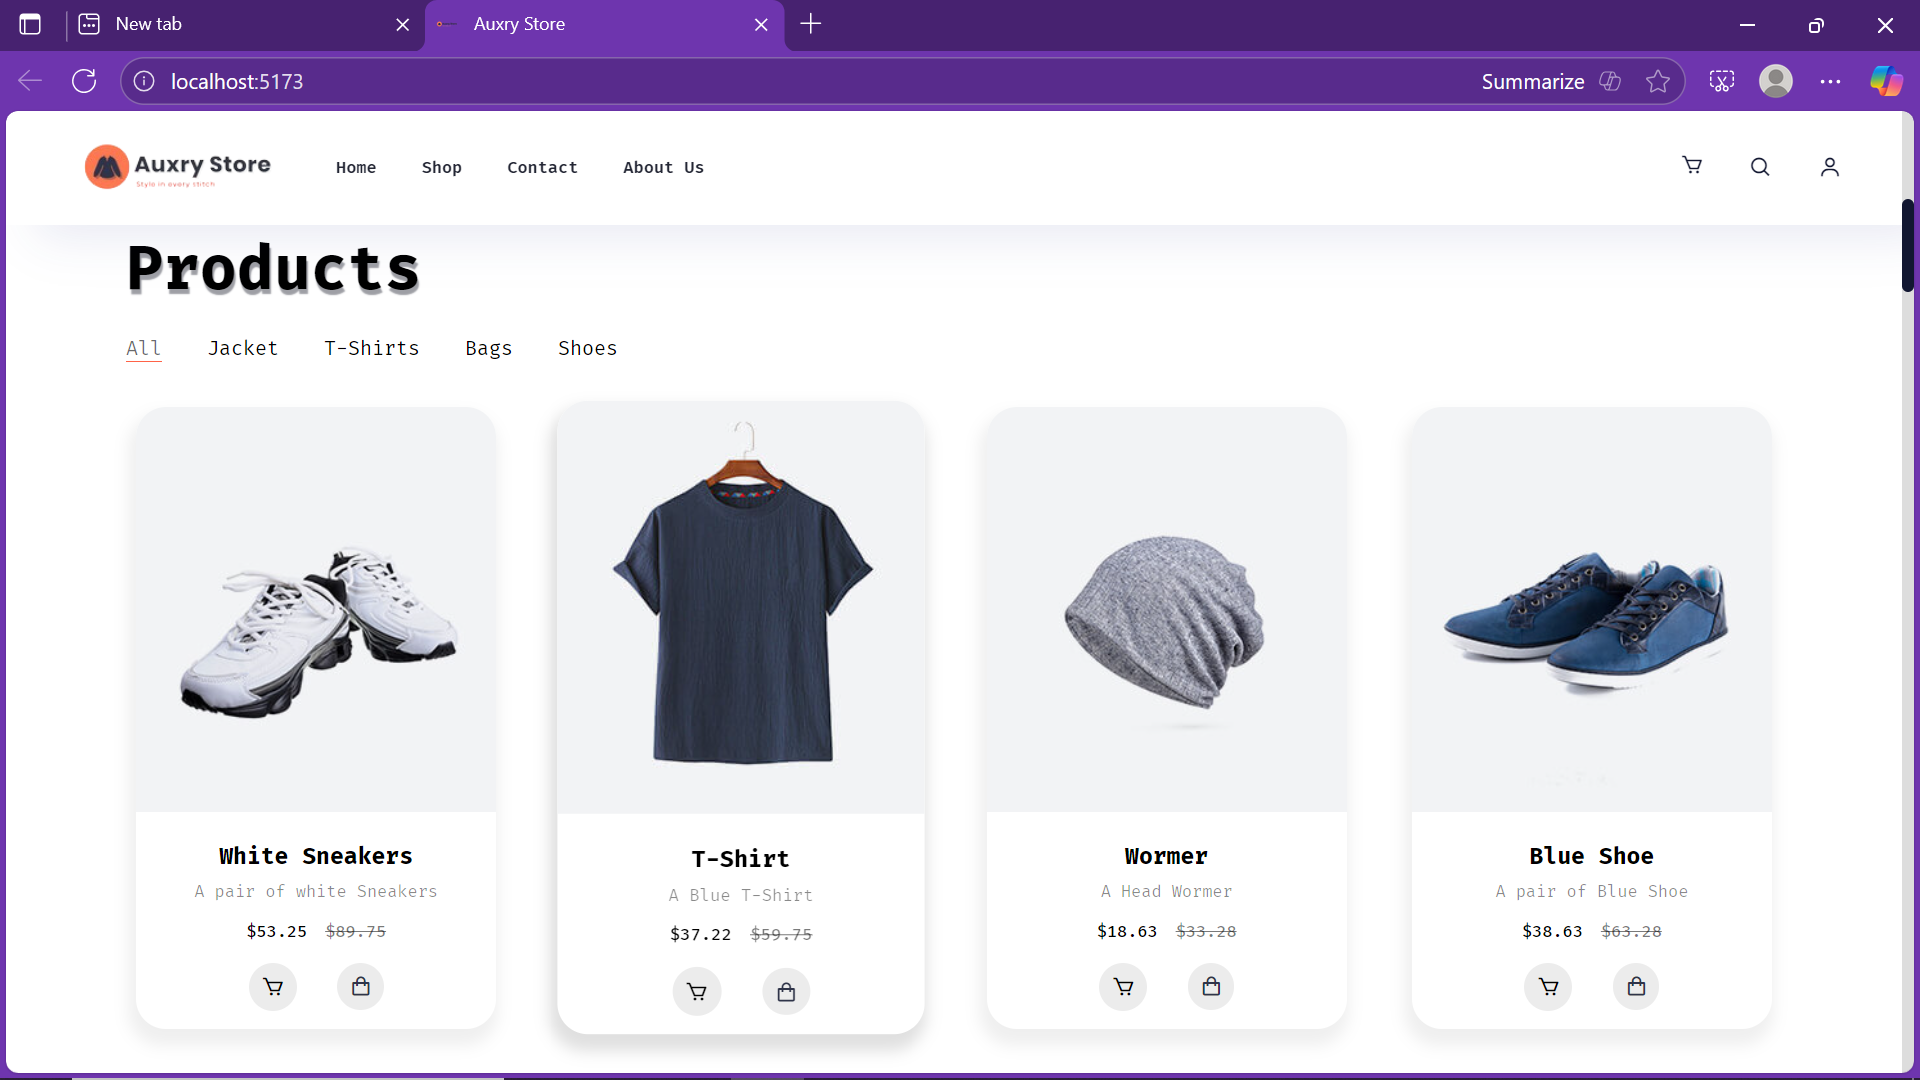 New tab
Auxry Store
localhost:5173
Summarize
Auxry Store
Style in every stitch
Home Shop Contact About Us
Products
All Jacket T-Shirts Bags Shoes
White Sneakers
A pair of white Sneakers
$53.25 $89.75
T-Shirt
A Blue T-Shirt
$37.22 $59.75
Wormer
A Head Wormer
$18.63 $33.28
Blue Shoe
A pair of Blue Shoe
$38.63 $63.28